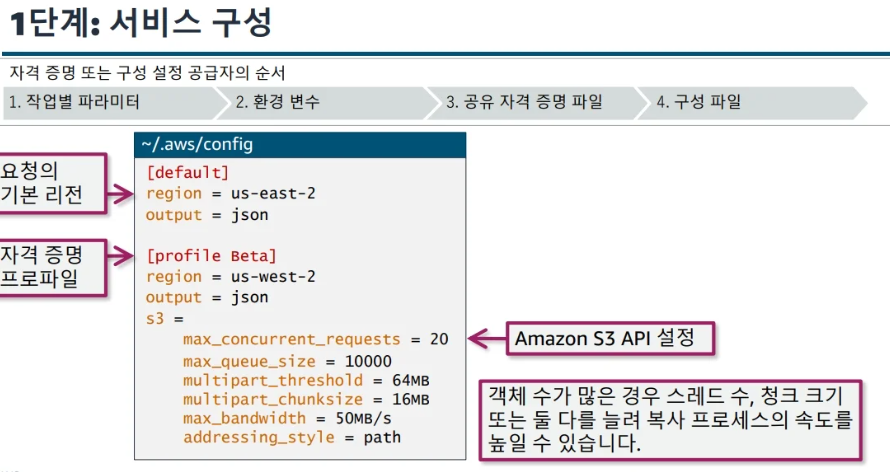 1단계: 서비스 구성
자격 증명 또는 구성 설정 공급자의 순서
1. 작업별 파라미터
2. 환경 변수
3. 공유 자격 증명 파일
4. 구성 파일
~/.aws/config
요청의
기본 리전
[default]
region = us-east-2
output = json
자격 증명
프로파일
[profile Beta]
region = us-west-2
output = json
s3 =
max_concurrent_requests = 20
max_queue_size = 10000
multipart_threshold = 64MB
multipart_chunksize = 16MB
max_bandwidth = 50MB/s
addressing_style = path
Amazon S3 API 설정
객체 수가 많은 경우 스레드 수, 청크 크기
또는 둘 다를 늘려 복사 프로세스의 속도를
높일 수 있습니다.